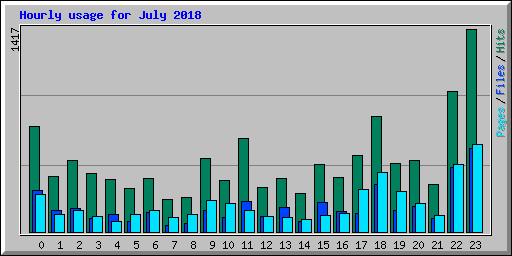 Hourly usage for July 2018
1417
Pages / Files / Hits
0 1 2 3 4 5 6 7 8 9 10 11 12 13 14 15 16 17 18 19 20 21 22 23